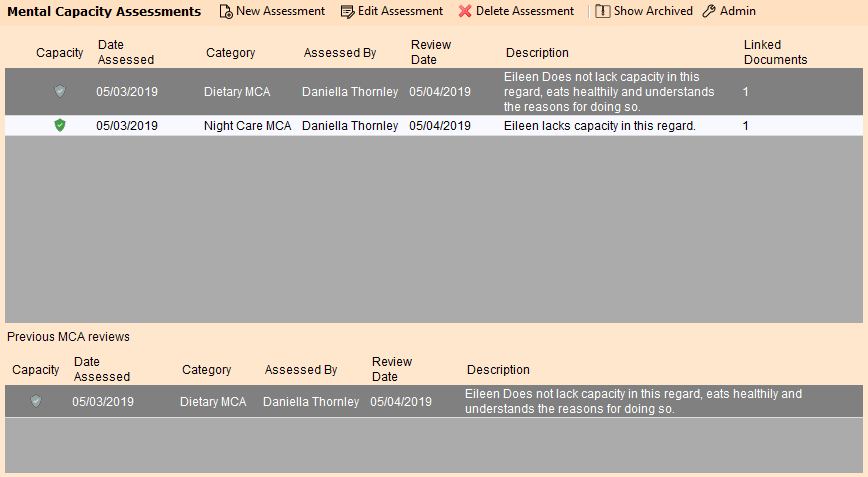 Mental Capacity Assessments New Assessment Edit Assessment Delete Assessment Show Archived Admin
Capacity Date Assessed Category Assessed By Review Date Description Linked Documents
05/03/2019 Dietary MCA Daniella Thornley 05/04/2019 Eileen Does not lack capacity in this
regard, eats healthily and understands
the reasons for doing so. 1
05/03/2019 Night Care MCA Daniella Thornley 05/04/2019 Eileen lacks capacity in this regard. 1
Previous MCA reviews
Capacity Date Assessed Category Assessed By Review Date Description
05/03/2019 Dietary MCA Daniella Thornley 05/04/2019 Eileen Does not lack capacity in this regard, eats healthily and
understands the reasons for doing so.